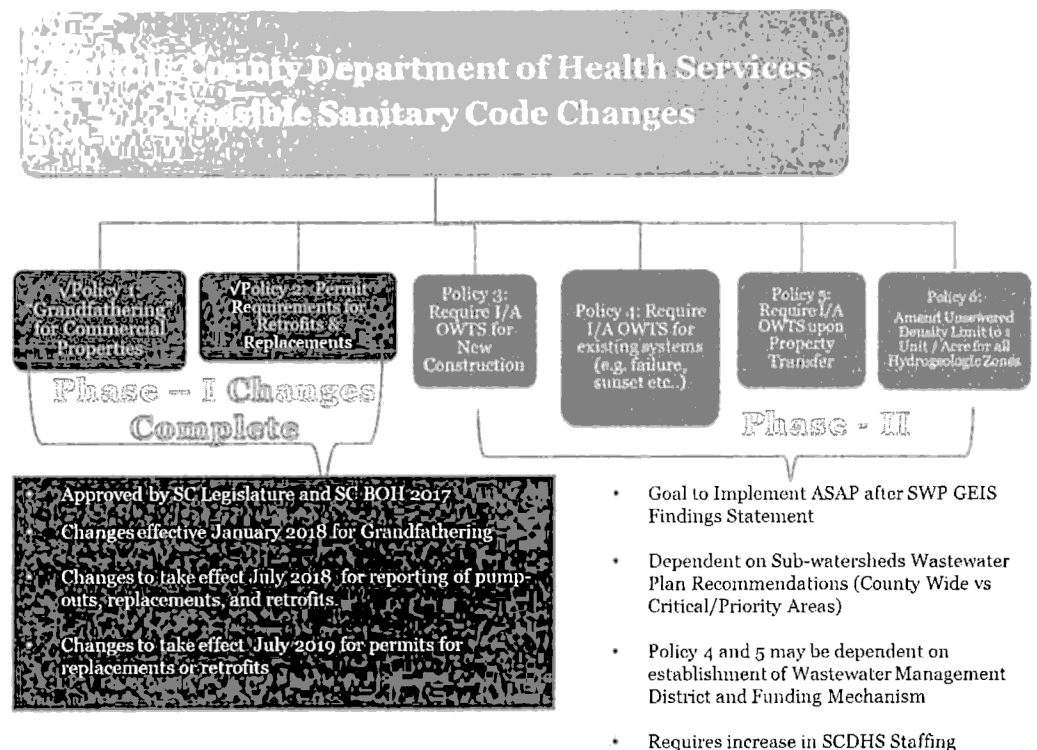 Suffolk County Department of Health Services
Possible Sanitary Code Changes
√Policy 1:
"Grandfathering"
for Commercial
Properties
√Policy 2: Permit
Requirements for
Retrofits &
Replacements
Policy 3:
Require I/A
OWTS for
New
Construction
Policy 4: Require
I/A OWTS for
existing systems
(e.g. failure,
sunset etc..)
Policy 5:
Require I/A
OWTS upon
Property
Transfer
Policy 6:
Amend Unsewered
Density Limit to 1
Unit / Acre for all
Hydrogeologic Zones
Phase – I Changes
Complete
Phase - II
• Approved by SC Legislature and SC BOH 2017
• Changes effective January 2018 for Grandfathering
• Changes to take effect July 2018 for reporting of pump-
outs, replacements, and retrofits.
• Changes to take effect July 2019 for permits for
replacements or retrofits
• Goal to Implement ASAP after SWP GEIS
Findings Statement
• Dependent on Sub-watersheds Wastewater
Plan Recommendations (County Wide vs
Critical/Priority Areas)
• Policy 4 and 5 may be dependent on
establishment of Wastewater Management
District and Funding Mechanism
• Requires increase in SCDHS Staffing